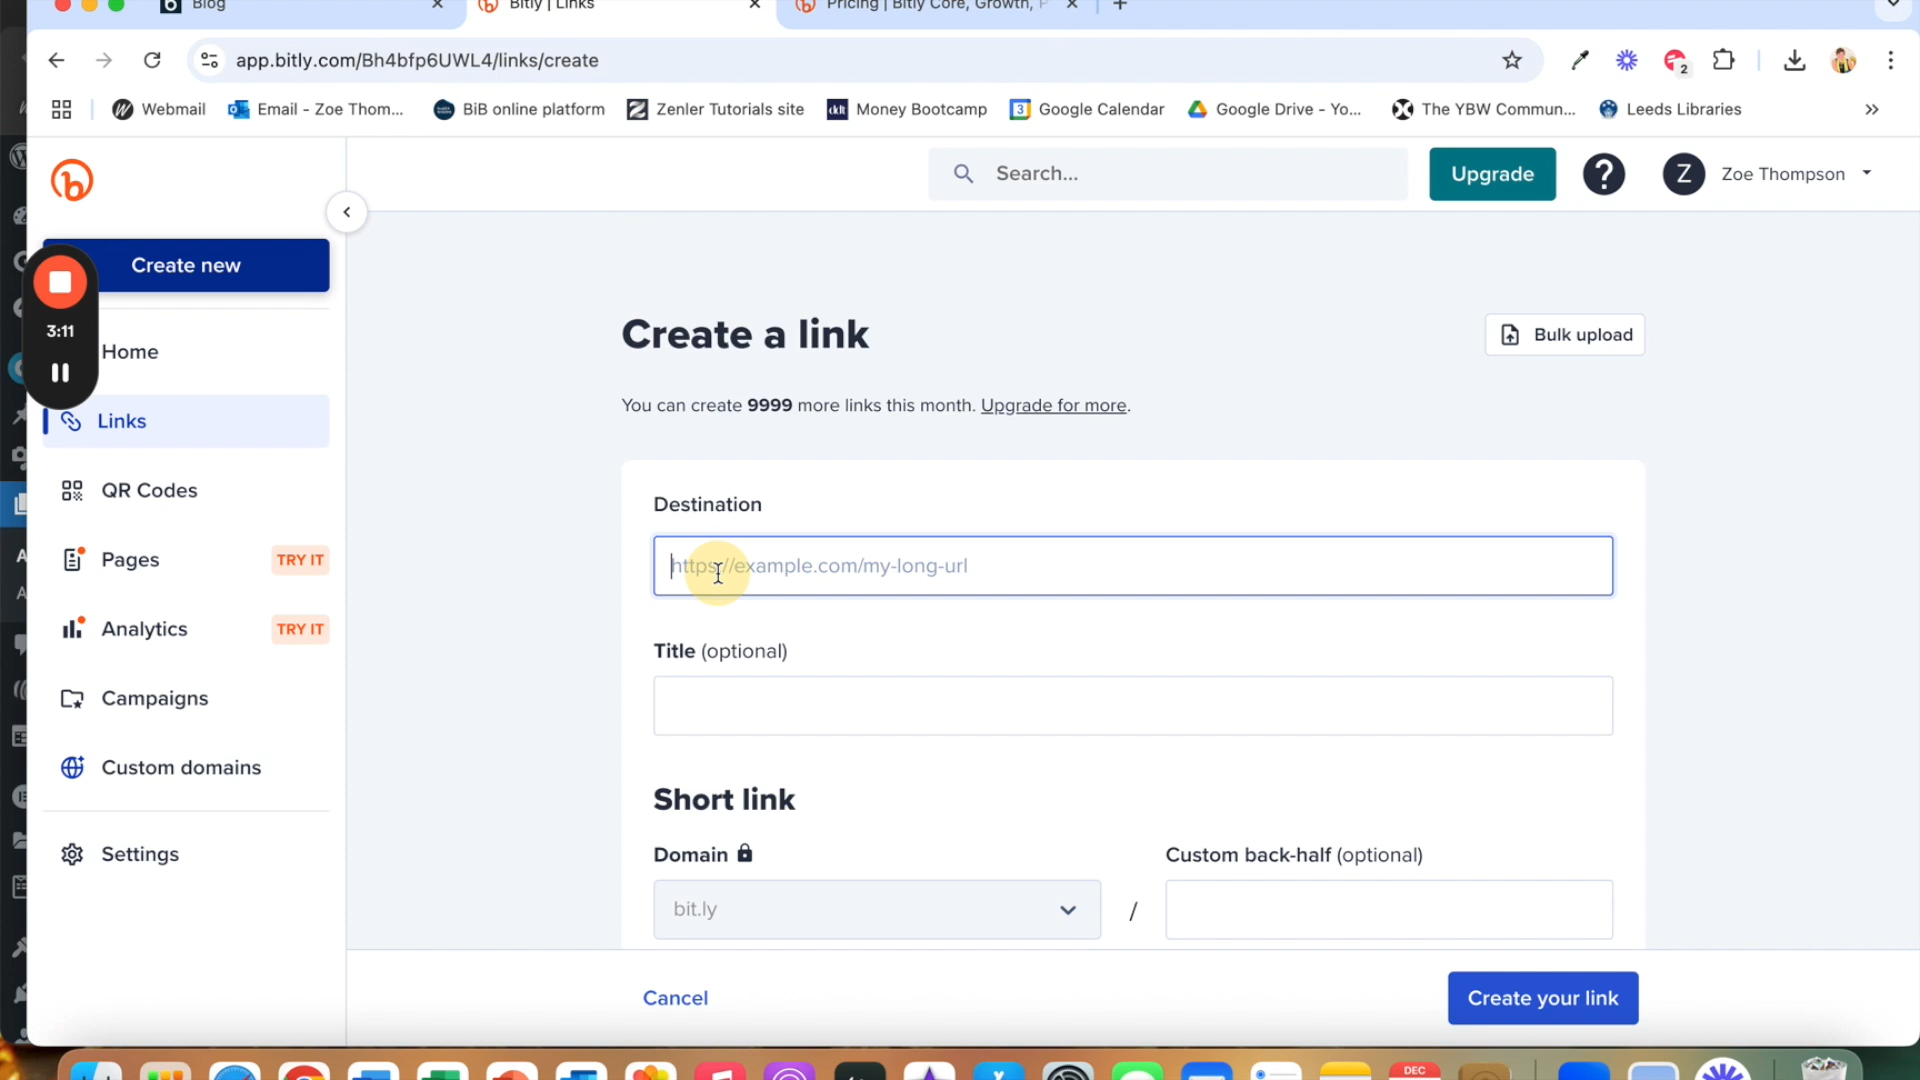 Blog
Bitly | Links
Pricing | Bitly Core, Growth, P
app.bitly.com/Bh4bfp6UWL4/links/create
2
Webmail
Email - Zoe Thom...
BiB online platform
Zenler Tutorials site
Money Bootcamp
3
Google Calendar
Google Drive - Yo...
The YBW Commun...
Leeds Libraries
Search...
Upgrade
?
Z
Zoe Thompson
Create new
3:11
Home
Links
QR Codes
Pages
TRY IT
Analytics
TRY IT
Campaigns
Custom domains
Settings
Create a link
Bulk upload
You can create 9999 more links this month. Upgrade for more.
Destination
https://example.com/my-long-url
Title (optional)
Short link
Domain
Custom back-half (optional)
bit.ly
/
Cancel
Create your link
DEC